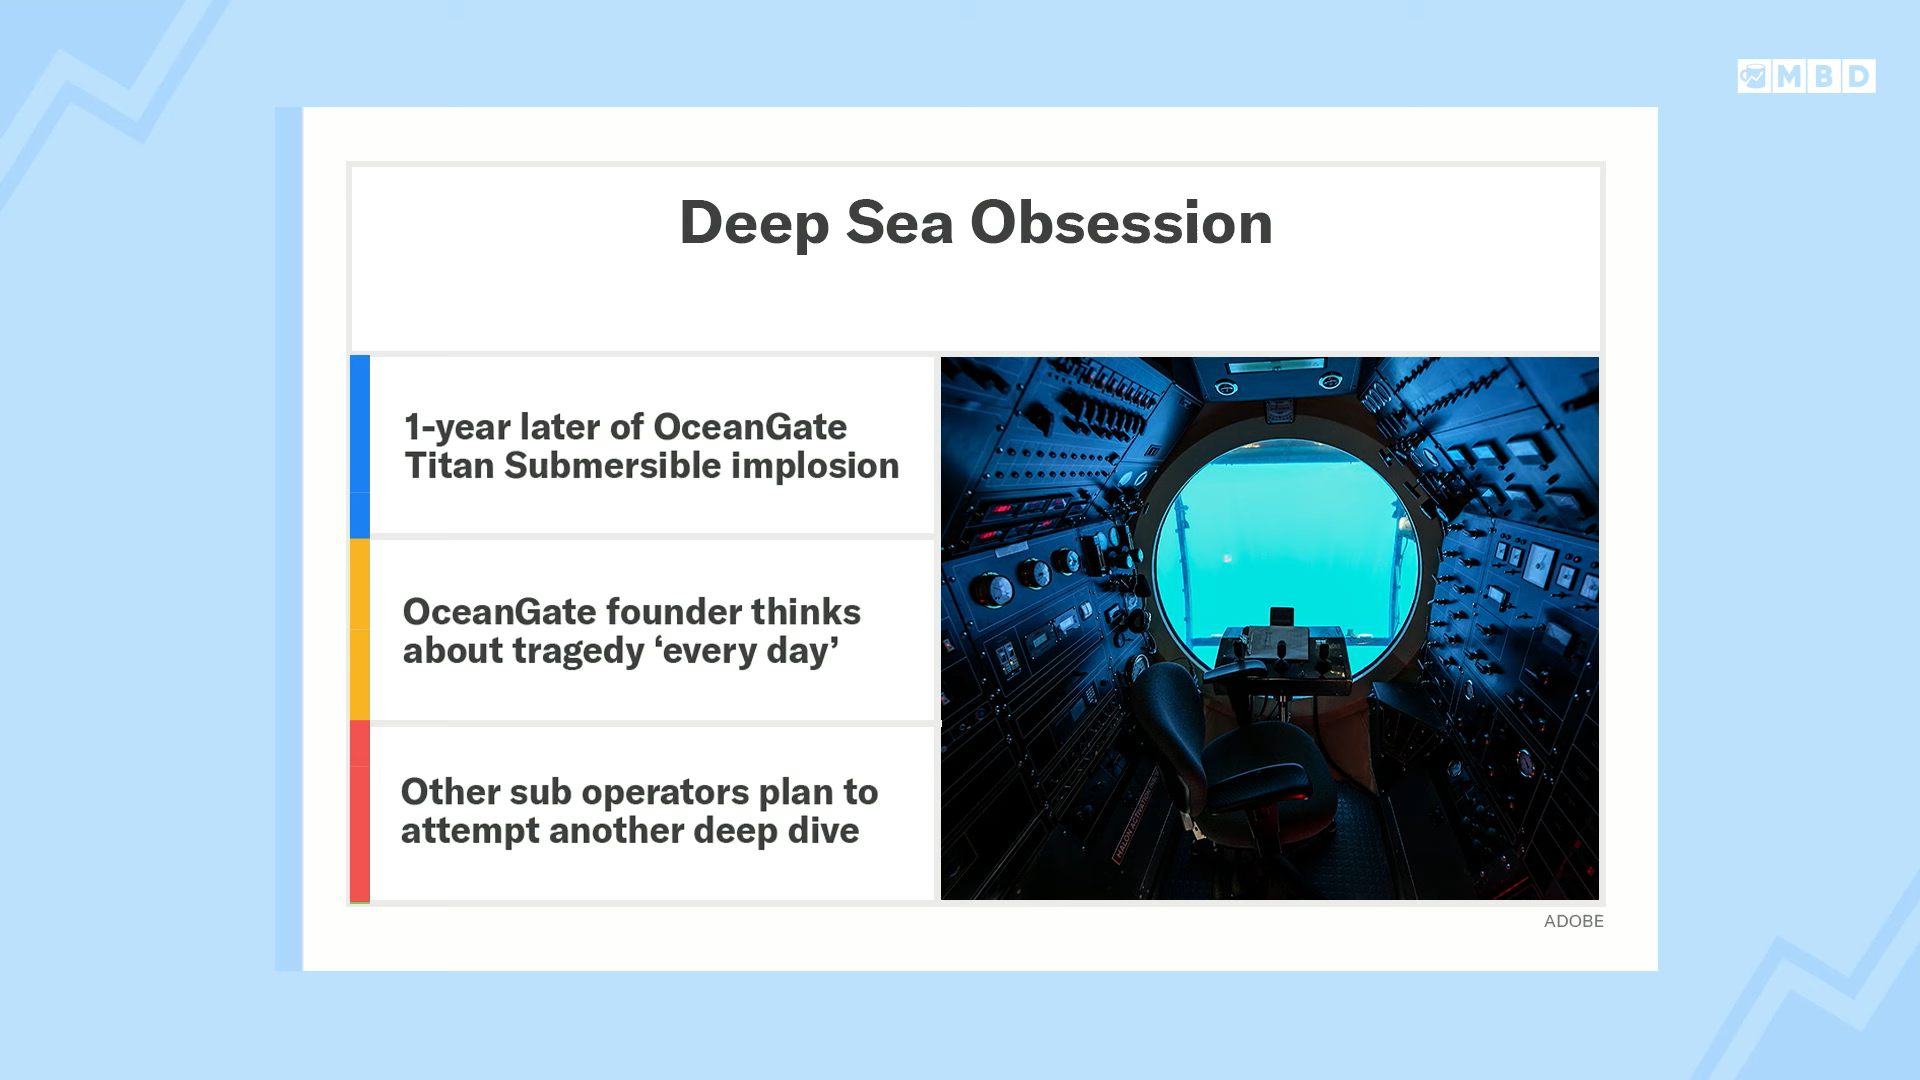 MBD
Deep Sea Obsession
1-year later of OceanGate
Titan Submersible implosion
OceanGate founder thinks
about tragedy ‘every day’
Other sub operators plan to
attempt another deep dive
ADOBE